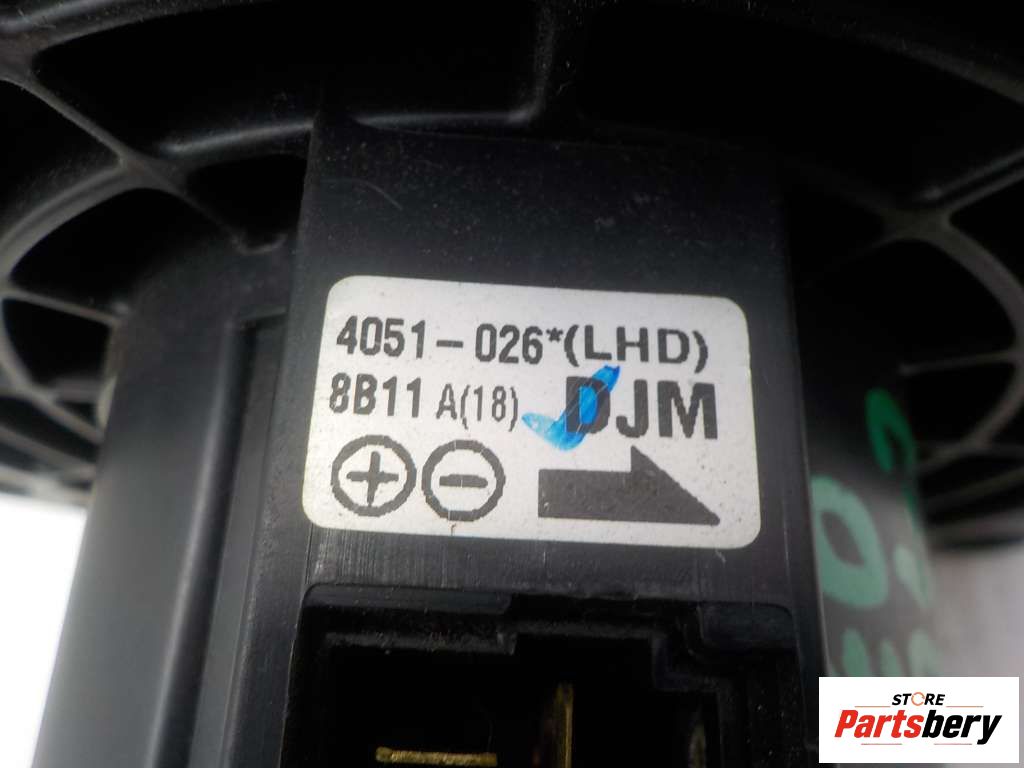 4051-026*(LHD)
8B11 A(18) DJM
STORE
Partsbery